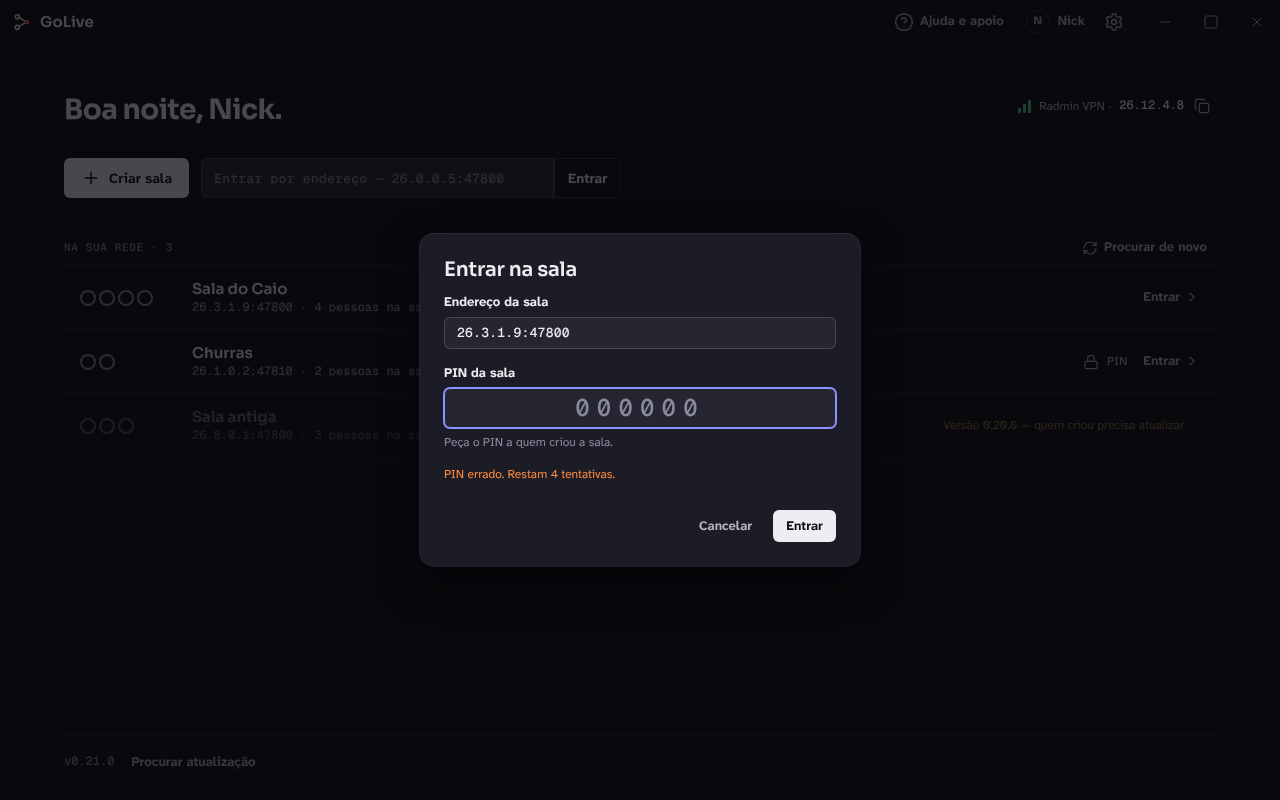 GoLive
Ajuda e apoio
N
Nick
Boa noite, Nick.
Radmin VPN · 26.12.4.8
Criar sala
Entrar por endereço — 26.0.0.5:47800
Entrar
NA SUA REDE · 3
Procurar de novo
Sala do Caio
26.3.1.9:47800 · 4 pessoas na sa
Entrar
Churras
26.1.0.2:47810 · 2 pessoas na sa
PIN
Entrar
Sala antiga
26.8.0.1:47800 · 3 pessoas na sa
Versão 0.20.0 — quem criou precisa atualizar
Entrar na sala
Endereço da sala
26.3.1.9:47800
PIN da sala
000000
Peça o PIN a quem criou a sala.
PIN errado. Restam 4 tentativas.
Cancelar
Entrar
v0.21.0
Procurar atualização